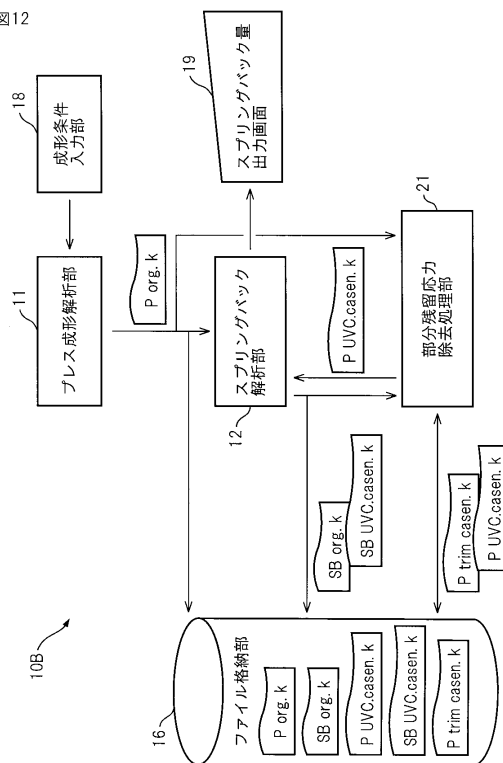 図12
10B
18
成形条件
入力部
11
プレス成形解析部
P org. k
19
スプリングバック量
出力画面
スプリングバック
解析部
12
P UVC.casen. k
21
部分残留応力
除去処理部
SB org. k
SB UVC.casen. k
P trim casen. k
P UVC.casen. k
16
ファイル格納部
P org. k
SB org. k
P UVC.casen. k
SB UVC.casen. k
P trim casen. k